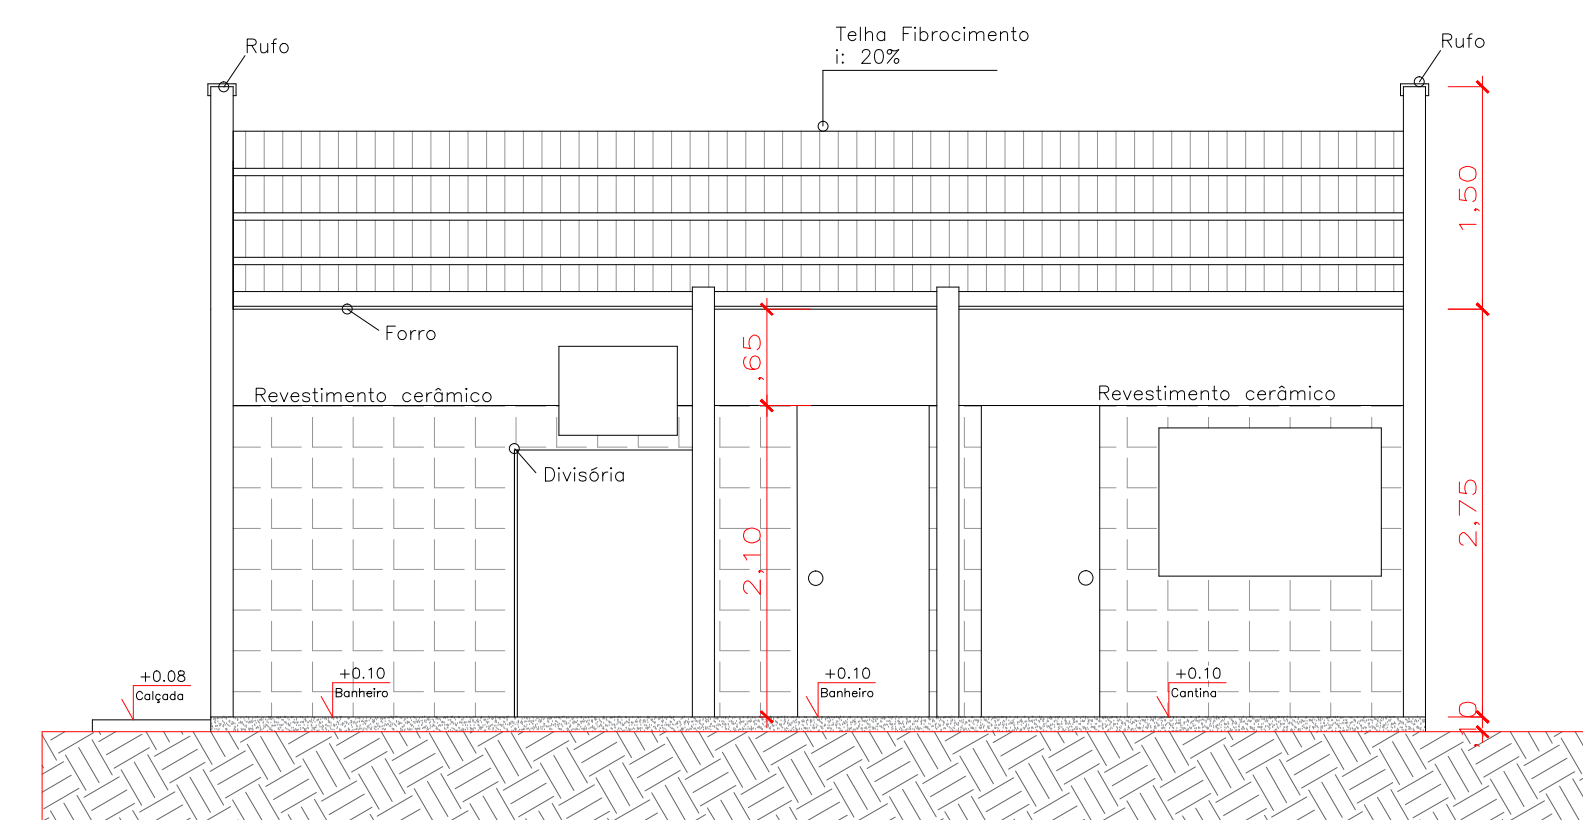 Telha Fibrocimento
i: 20%
Rufo
Rufo
1,50
Forro
,65
Revestimento cerâmico
Revestimento cerâmico
Divisória
2,75
2,10
+0.08
Calçada
+0.10
Banheiro
+0.10
Banheiro
+0.10
Cantina
,10